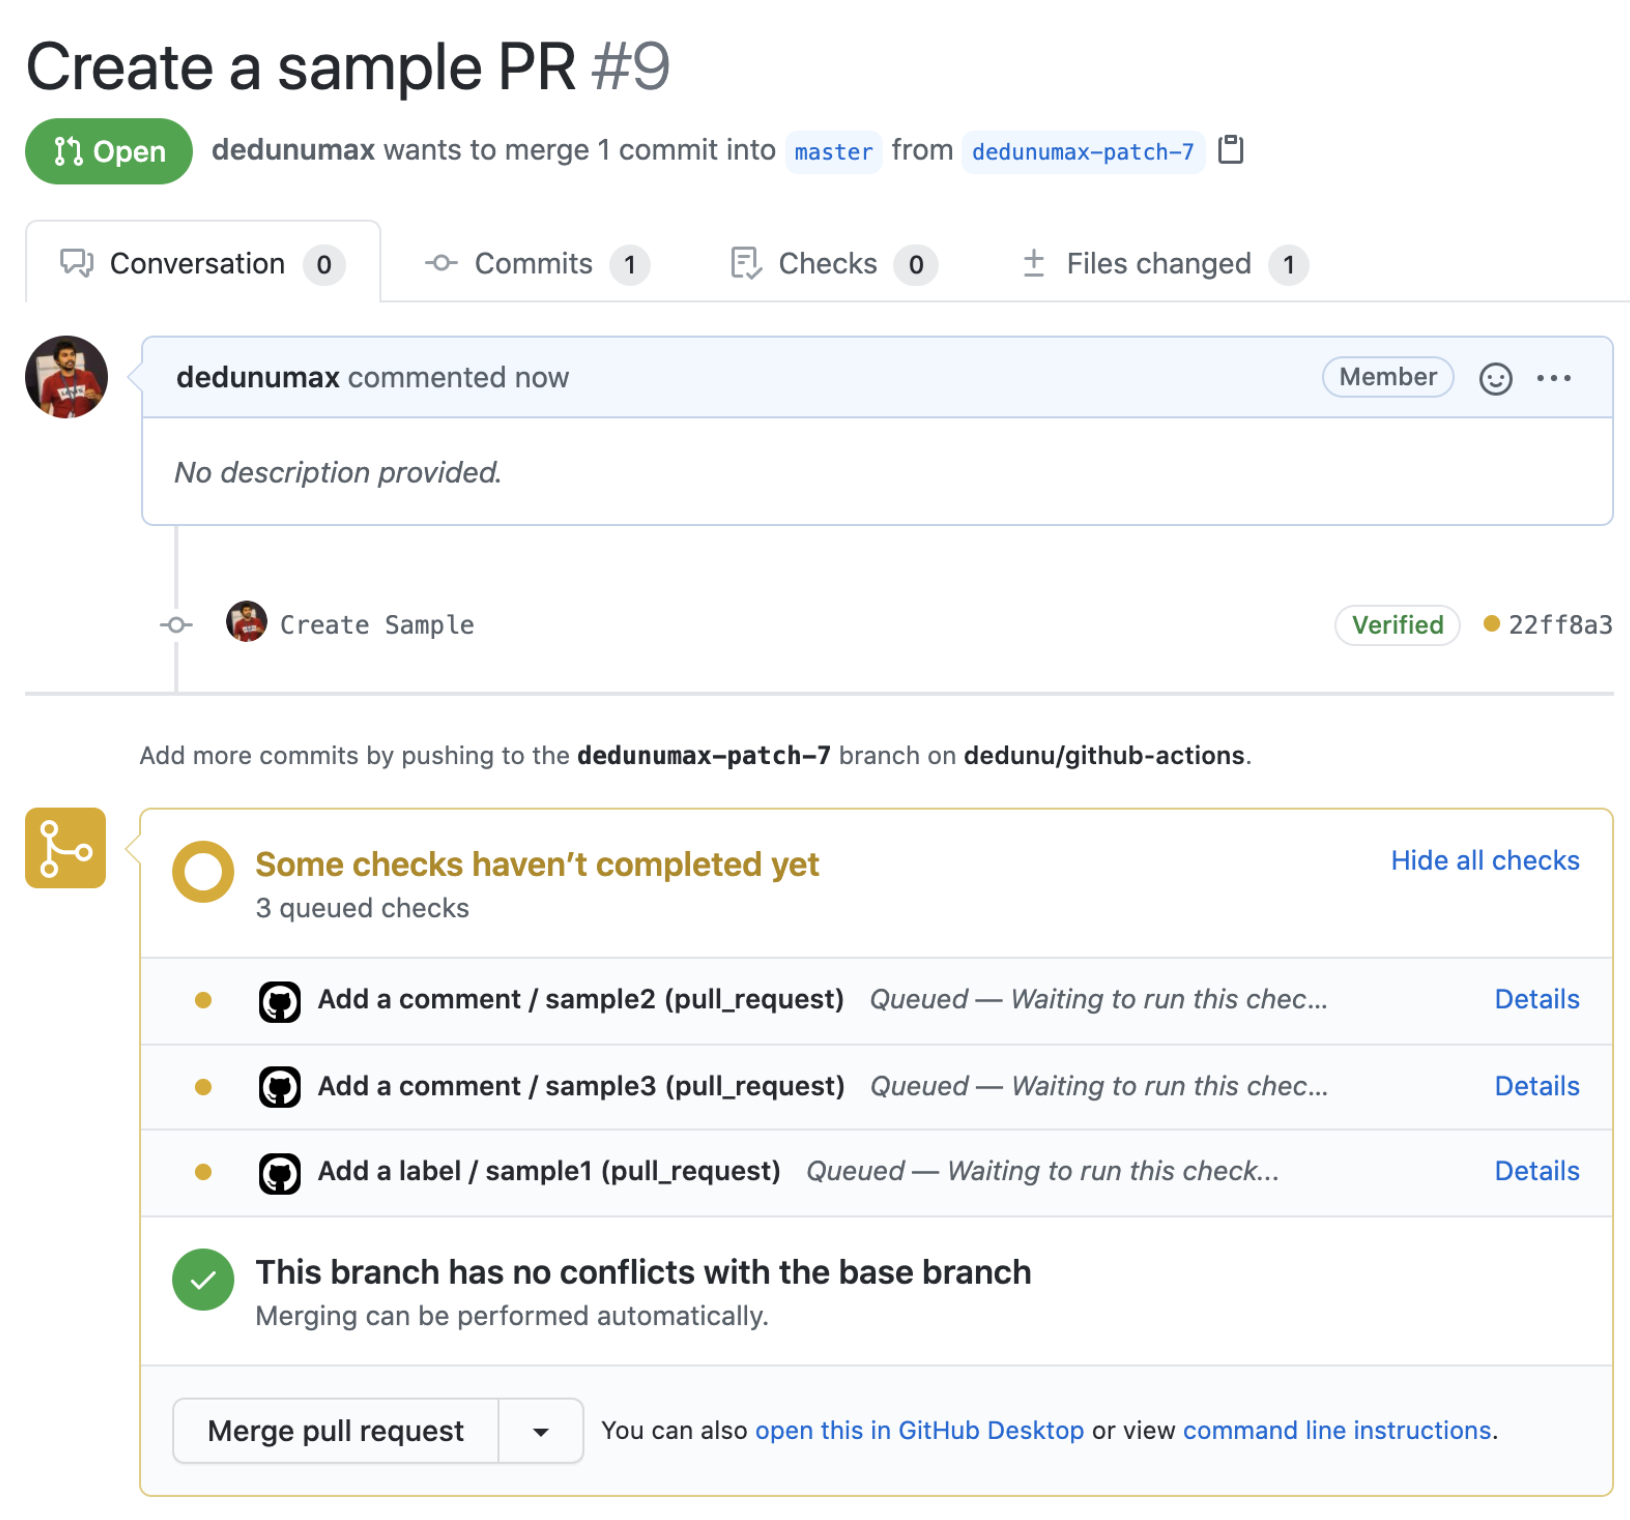 Create a sample PR #9
Open dedunumax wants to merge 1 commit into master from dedunumax-patch-7
Conversation 0 Commits 1 Checks 0 Files changed 1
dedunumax commented now Member
No description provided.
Create Sample Verified 22ff8a3
Add more commits by pushing to the dedunumax-patch-7 branch on dedunu/github-actions.
Some checks haven’t completed yet Hide all checks
3 queued checks
Add a comment / sample2 (pull_request) Queued — Waiting to run this chec... Details
Add a comment / sample3 (pull_request) Queued — Waiting to run this chec... Details
Add a label / sample1 (pull_request) Queued — Waiting to run this check... Details
This branch has no conflicts with the base branch
Merging can be performed automatically.
Merge pull request You can also open this in GitHub Desktop or view command line instructions.